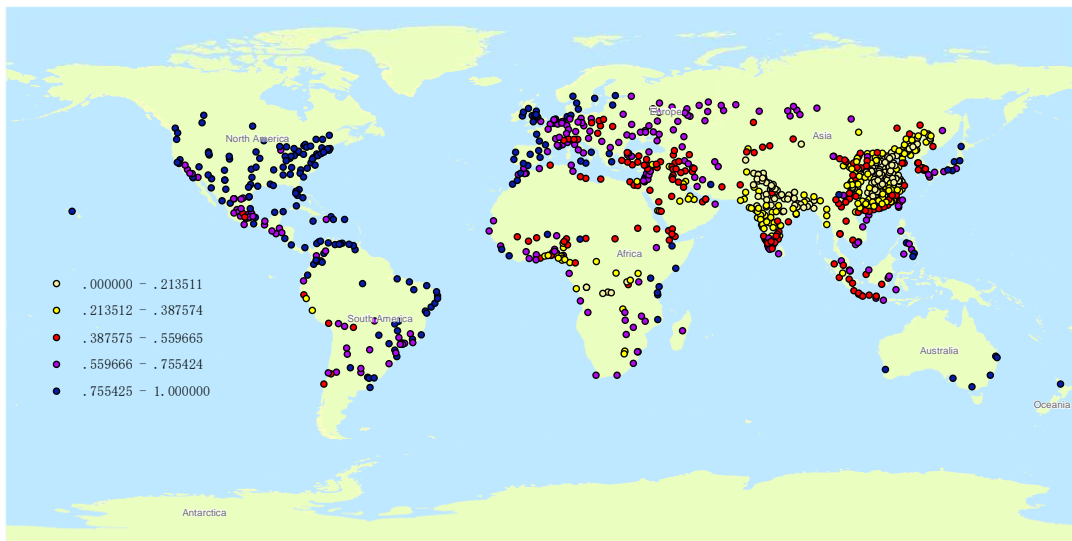 Europe
North America
Asia
Africa
.000000 - .213511
.213512 - .387574
South America
.387575 - .559665
Australia
.559666 - .755424
.755425 - 1.000000
Oceania
Antarctica